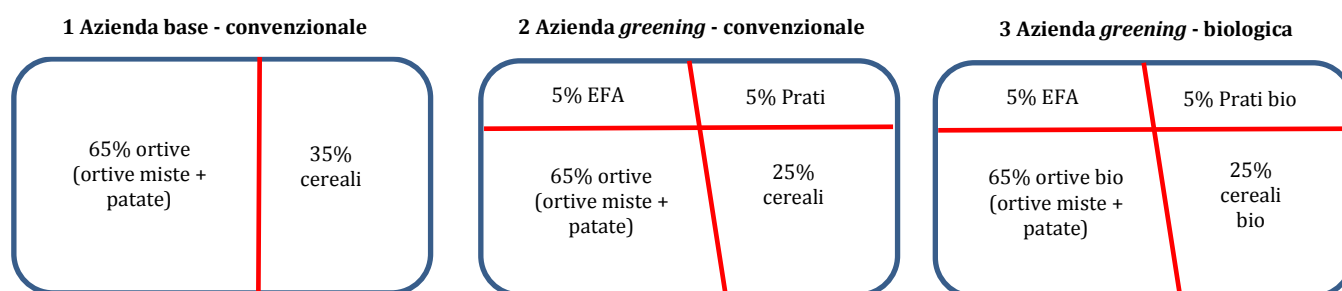 1 Azienda base - convenzionale
65% ortive
(ortive miste +
patate)
35%
cereali
2 Azienda greening - convenzionale
5% EFA
5% Prati
65% ortive
(ortive miste +
patate)
25%
cereali
3 Azienda greening - biologica
5% EFA
5% Prati bio
65% ortive bio
(ortive miste +
patate)
25%
cereali
bio